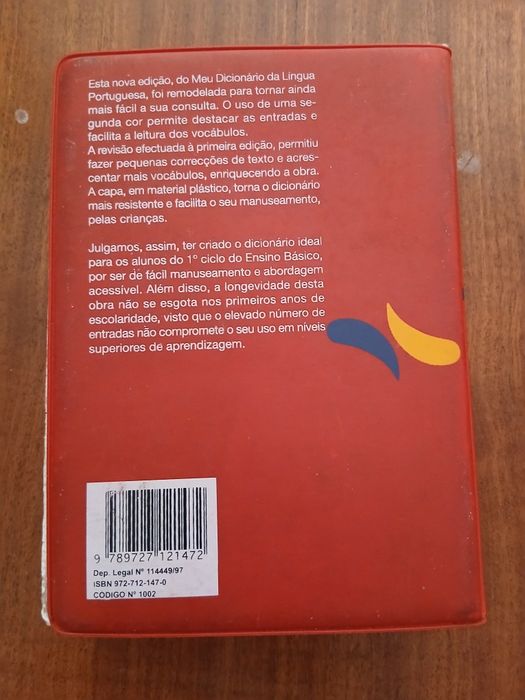 Esta nova edição, do Meu Dicionário da Língua
Portuguesa, foi remodelada para tornar ainda
mais fácil a sua consulta. O uso de uma se-
gunda cor permite destacar as entradas e
facilita a leitura dos vocábulos.
A revisão efectuada à primeira edição, permitiu
fazer pequenas correcções de texto e acres-
centar mais vocábulos, enriquecendo a obra.
A capa, em material plástico, torna o dicionário
mais resistente e facilita o seu manuseamento,
pelas crianças.
Julgamos, assim, ter criado o dicionário ideal
para os alunos do 1º ciclo do Ensino Básico,
por ser de fácil manuseamento e abordagem
acessível. Além disso, a longevidade desta
obra não se esgota nos primeiros anos de
escolaridade, visto que o elevado número de
entradas não compromete o seu uso em níveis
superiores de aprendizagem.
9 789727 121472
Dep. Legal Nº 114449/97
ISBN 972-712-147-0
CÓDIGO Nº 1002